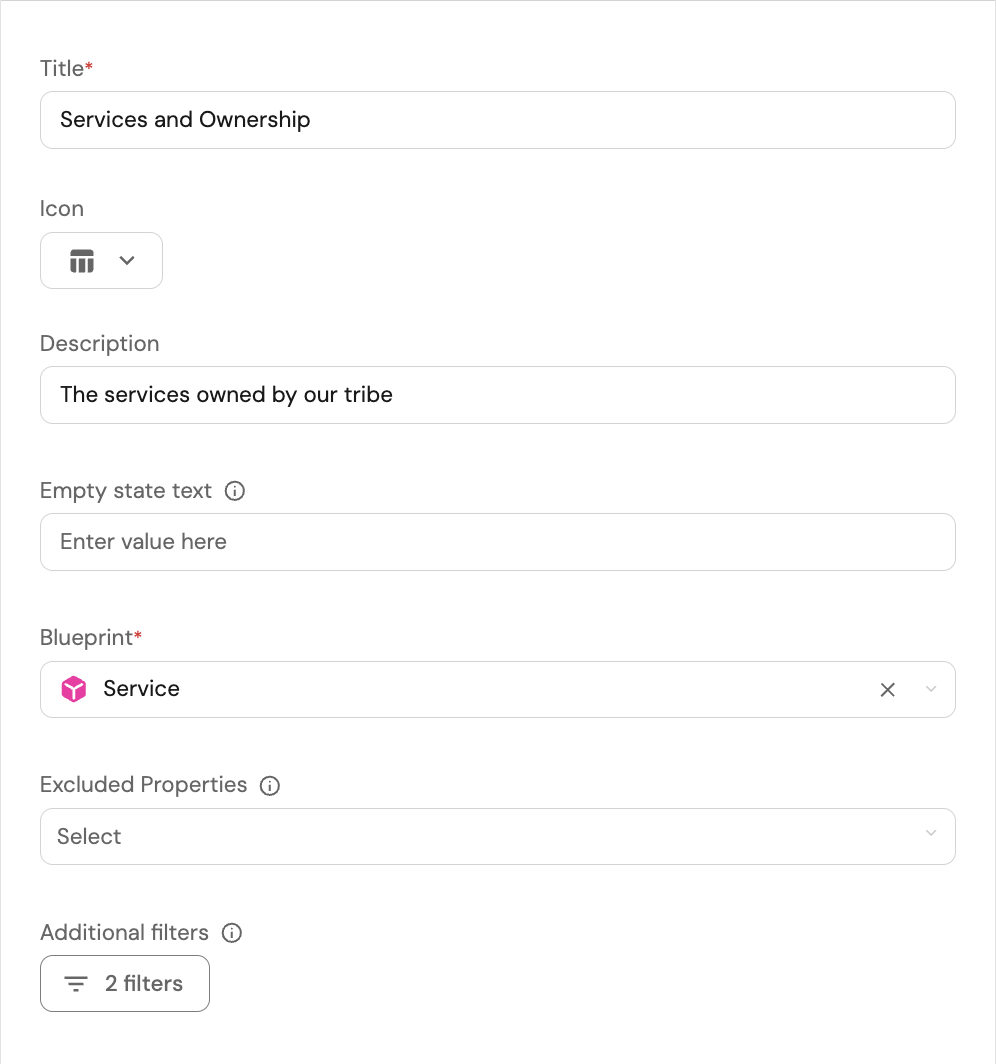 Title*
Services and Ownership
Icon
Description
The services owned by our tribe
Empty state text
Enter value here
Blueprint*
Service
Excluded Properties
Select
Additional filters
2 filters